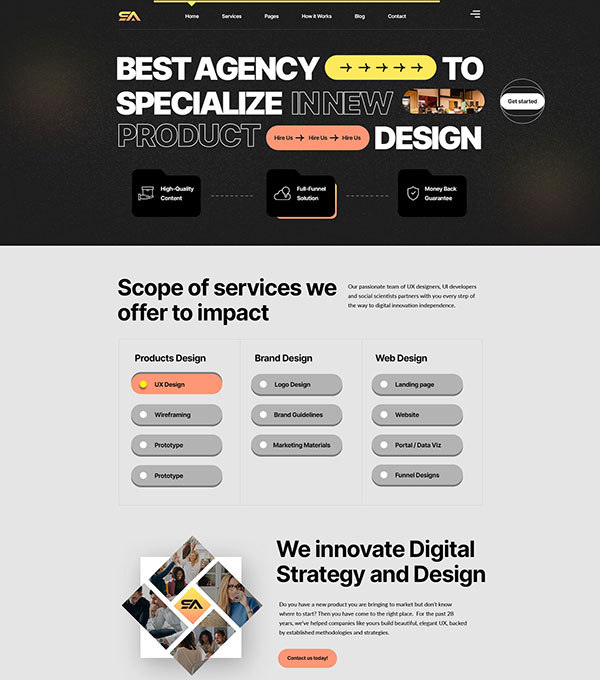 SA
Home Services Pages How it Works Blog Contact
BEST AGENCY TO
SPECIALIZE IN NEW
Get started
PRODUCT Hire Us Hire Us Hire Us DESIGN
High-Quality
Content
Full-Funnel
Solution
Money Back
Guarantee
Scope of services we
offer to impact
Our passionate team of UX designers, UI developers
and social scientists partners with you every step of
the way to digital innovation independence.
Products Design
UX Design
Wireframing
Prototype
Prototype
Brand Design
Logo Design
Brand Guidelines
Marketing Materials
Web Design
Landing page
Website
Portal / Data Viz
Funnel Designs
SA
We innovate Digital
Strategy and Design
Do you have a new product you are bringing to market but don't know
where to start? Then you have come to the right place. For the past 28
years, we've helped companies like yours build beautiful, elegant UX, backed
by established methodologies and strategies.
Contact us today!